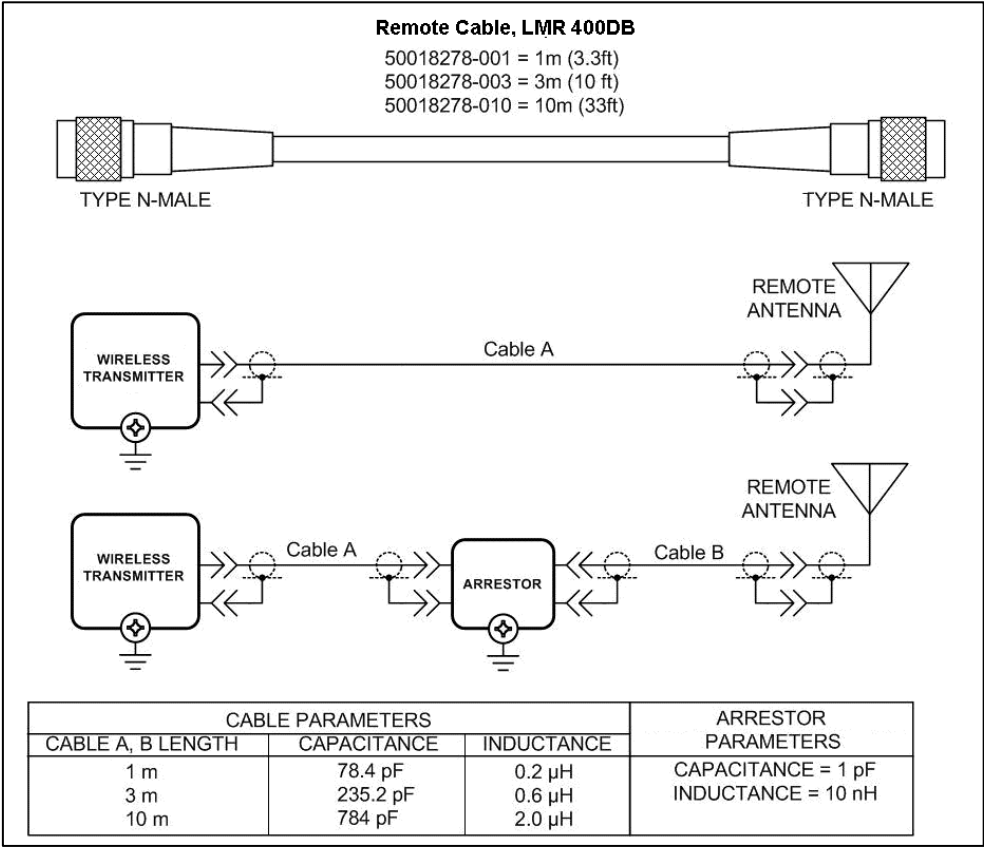 Remote Cable, LMR 400DB
50018278-001 = 1m (3.3ft)
50018278-003 = 3m (10 ft)
50018278-010 = 10m (33ft)
TYPE N-MALE
TYPE N-MALE
REMOTE
ANTENNA
WIRELESS
TRANSMITTER
Cable A
REMOTE
ANTENNA
WIRELESS
TRANSMITTER
Cable A
ARRESTOR
Cable B
CABLE PARAMETERS
ARRESTOR
PARAMETERS
CABLE A, B LENGTH CAPACITANCE INDUCTANCE
1 m 78.4 pF 0.2 µH
3 m 235.2 pF 0.6 µH
10 m 784 pF 2.0 µH
CAPACITANCE = 1 pF
INDUCTANCE = 10 nH